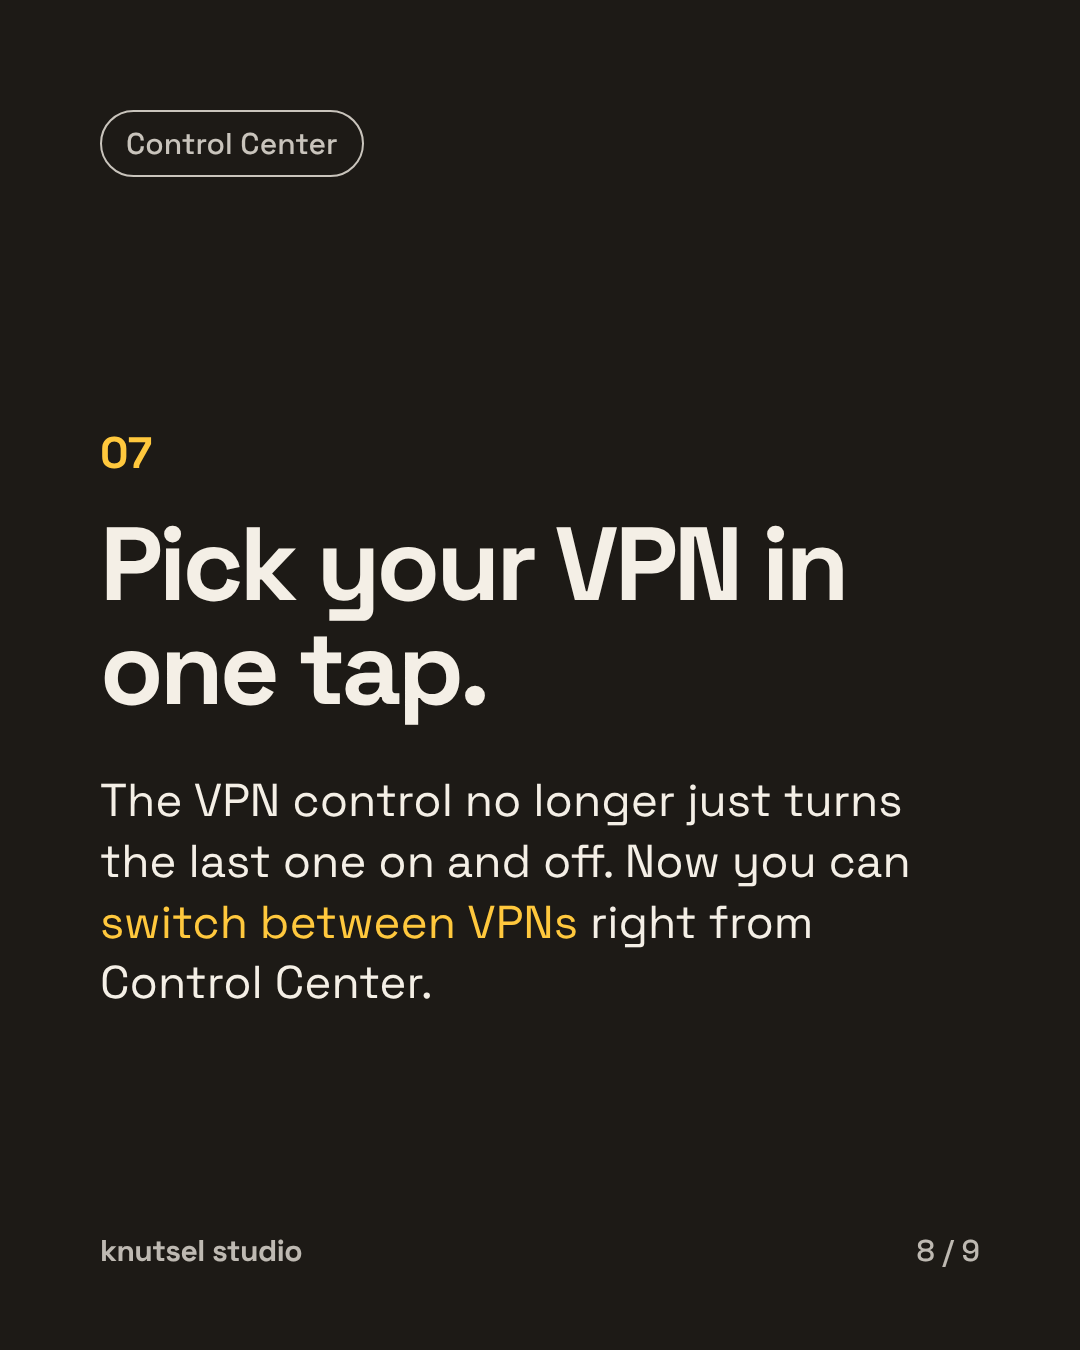 Control Center
07
Pick your VPN in
one tap.
The VPN control no longer just turns
the last one on and off. Now you can
switch between VPNs right from
Control Center.
knutsel studio
8 / 9